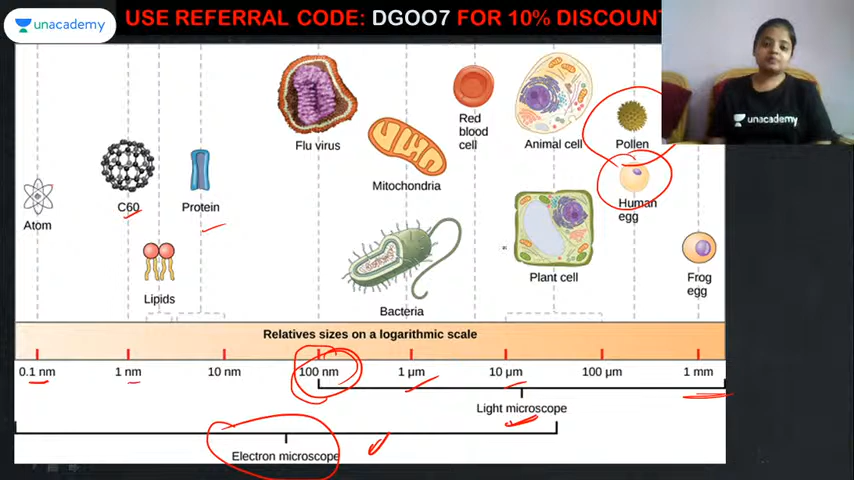 USE REFERRAL CODE: DGOO7 FOR 10% DISCOUNT
unacademy
unacademy
Flu virus
Red
blood
cell
Animal cell
Pollen
Mitochondria
C60
Protein
Human
egg
Atom
Lipids
Plant cell
Frog
egg
Bacteria
Relatives sizes on a logarithmic scale
0.1 nm
1 nm
10 nm
100 nm
1 µm
10 µm
100 µm
1 mm
Light microscope
Electron microscope